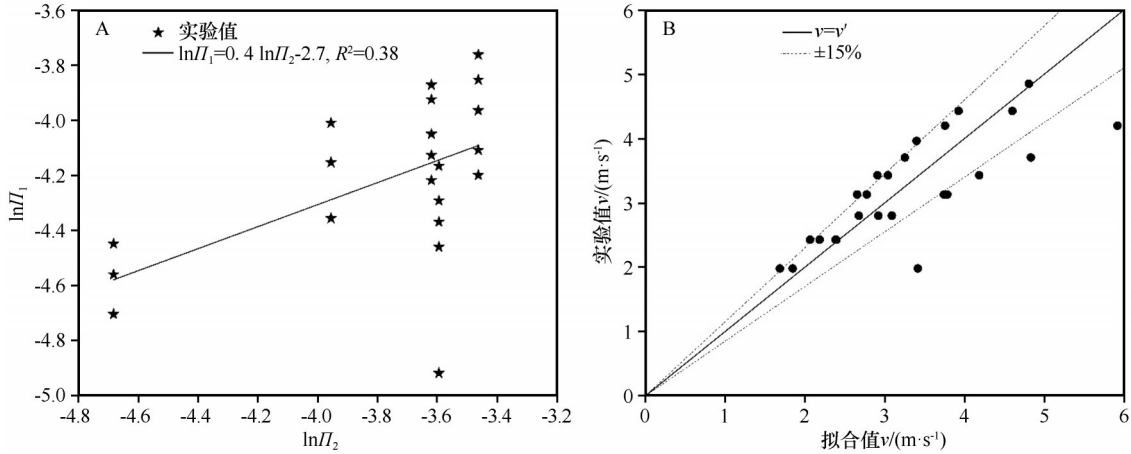 A
★ 实验值
lnΠ₁=0. 4 lnΠ₂-2.7, R²=0.38
-3.6
-3.8
-4.0
-4.2
-4.4
-4.6
-4.8
-5.0
lnΠ₁
-4.8 -4.6 -4.4 -4.2 -4.0 -3.8 -3.6 -3.4 -3.2
lnΠ₂
B
v=v′
±15%
6
5
4
3
2
1
0
实验值v/(m·s⁻¹)
0 1 2 3 4 5 6
拟合值v/(m·s⁻¹)